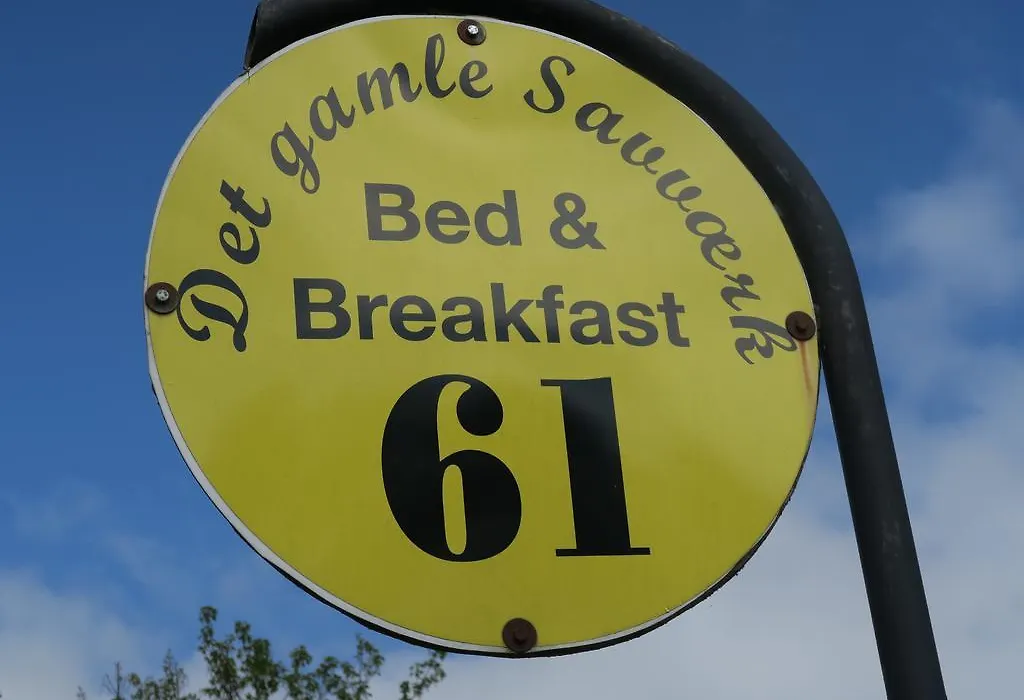 Det gamle Savværk
Bed &
Breakfast
61